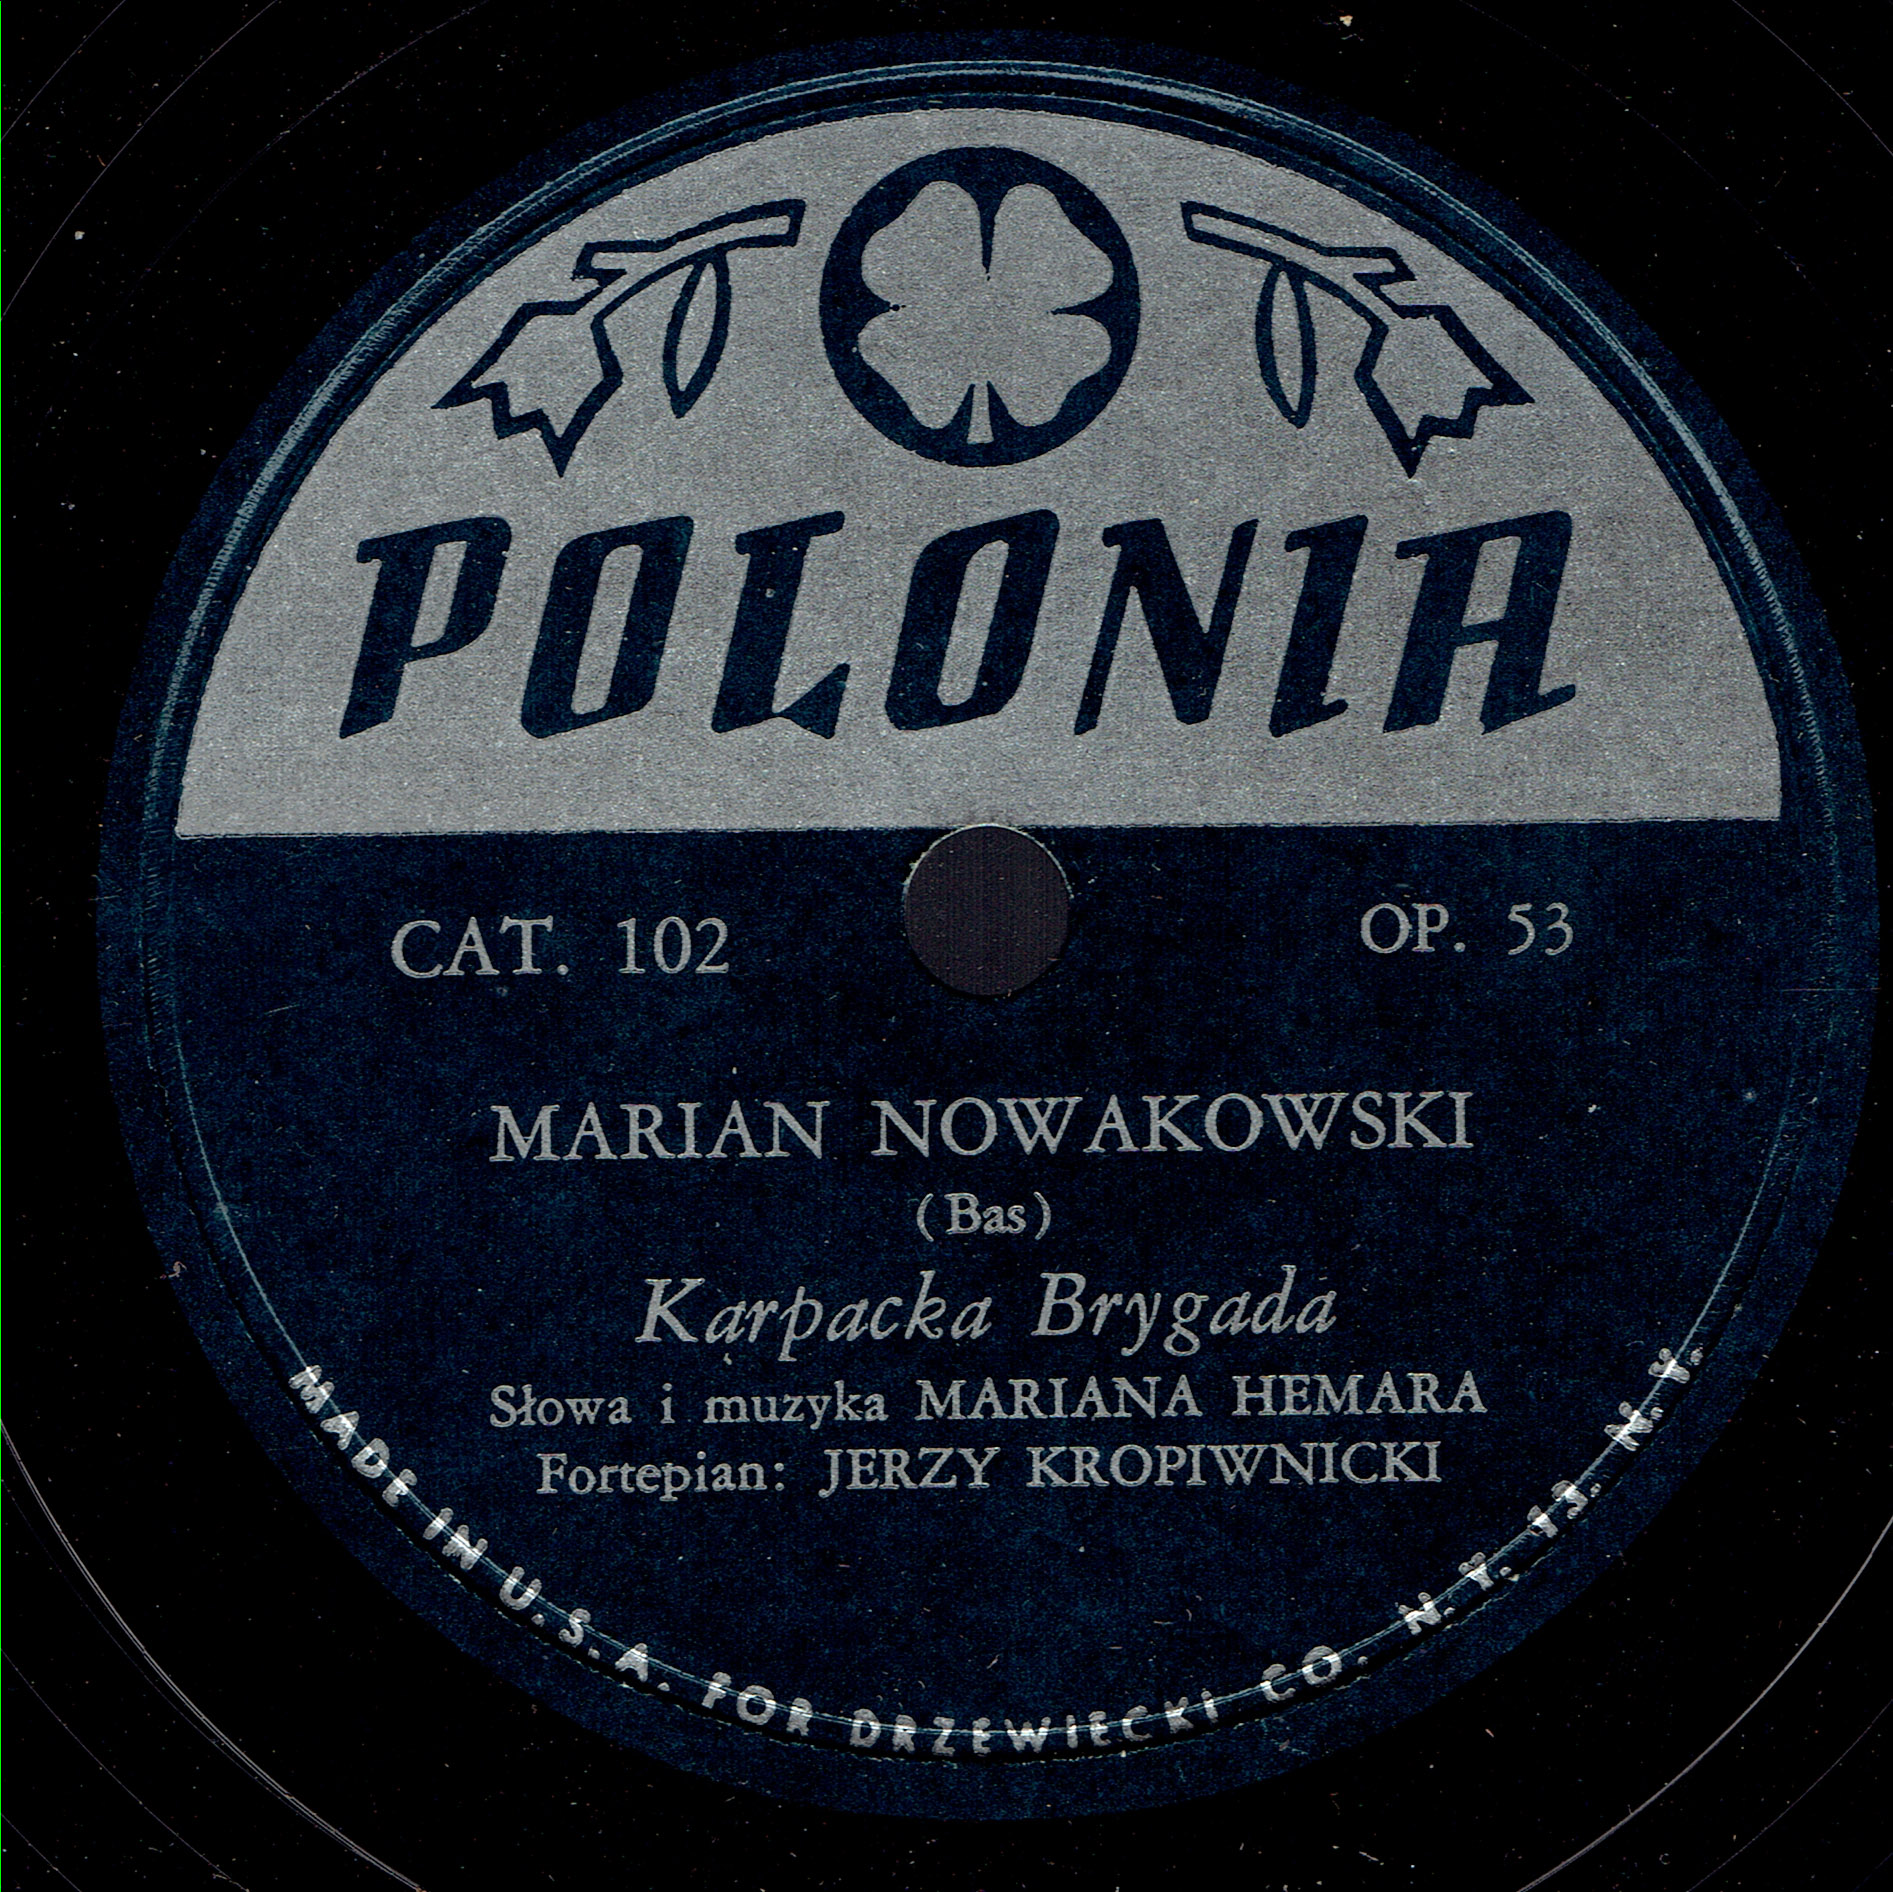 POLONIA
CAT. 102
OP. 53
MARIAN NOWAKOWSKI
(Bas)
Karpacka Brygada
Słowa i muzyka MARIANA HEMARA
Fortepian: JERZY KROPIWNICKI
MADE IN U.S.A. FOR DRZEWIECKI CO. N. Y. 13. N. Y.